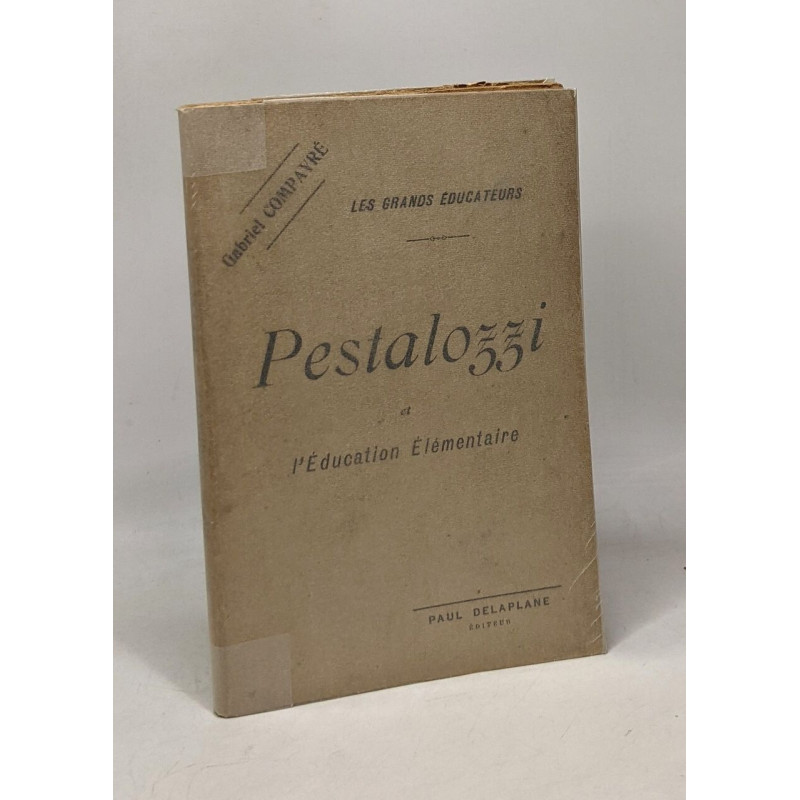 Gabriel COMPAYRÉ
LES GRANDS ÉDUCATEURS
Pestalozzi
et
l'Éducation Élémentaire
PAUL DELAPLANE
ÉDITEUR